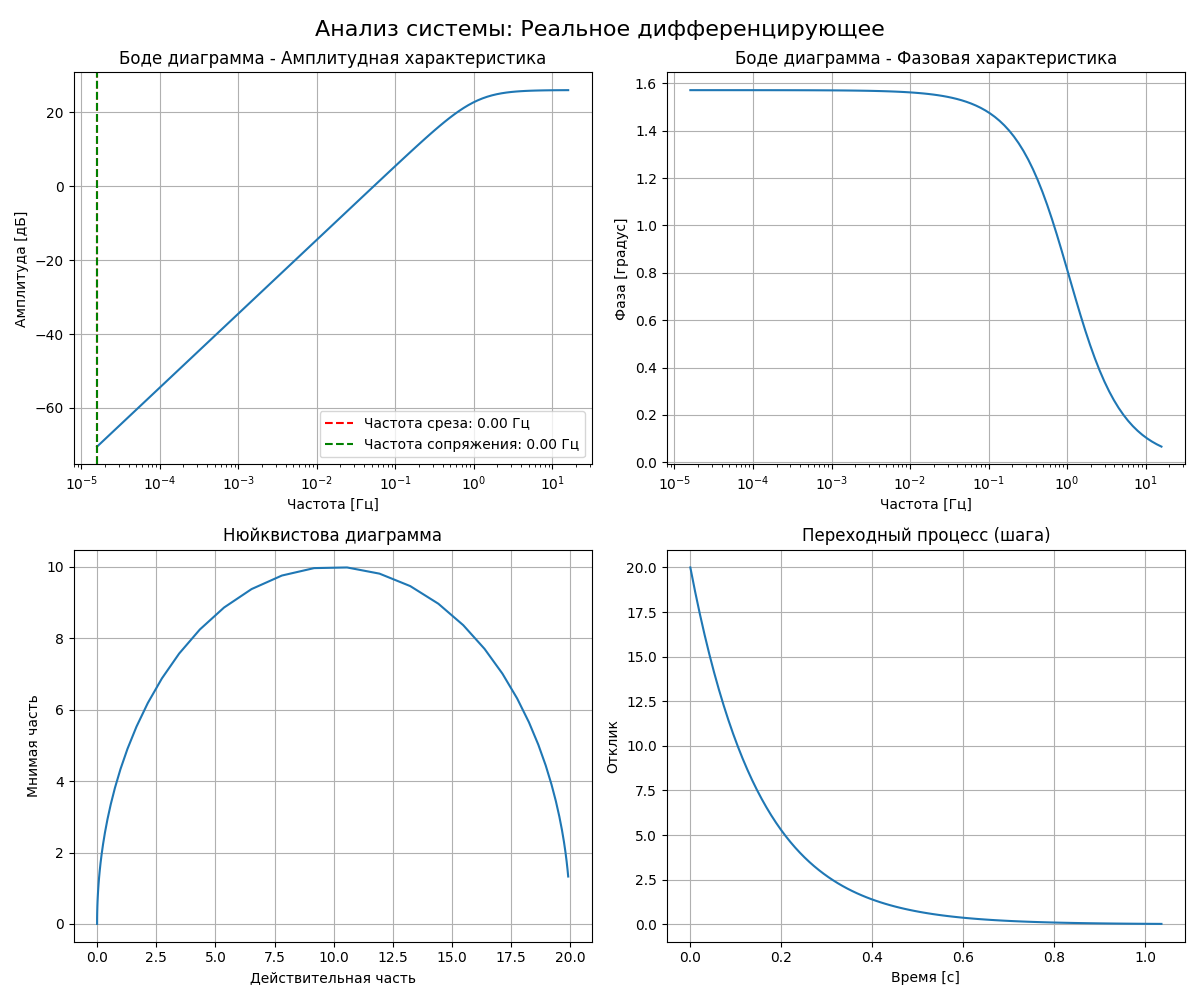 Анализ системы: Реальное дифференцирующее
Боде диаграмма - Амплитудная характеристика
Амплитуда [дБ]
20
0
−20
−40
−60
Частота среза: 0.00 Гц
Частота сопряжения: 0.00 Гц
10⁻⁵ 10⁻⁴ 10⁻³ 10⁻² 10⁻¹ 10⁰ 10¹
Частота [Гц]
Боде диаграмма - Фазовая характеристика
Фаза [градус]
1.6
1.4
1.2
1.0
0.8
0.6
0.4
0.2
0.0
10⁻⁵ 10⁻⁴ 10⁻³ 10⁻² 10⁻¹ 10⁰ 10¹
Частота [Гц]
Нюйквистова диаграмма
Мнимая часть
10
8
6
4
2
0
0.0 2.5 5.0 7.5 10.0 12.5 15.0 17.5 20.0
Действительная часть
Переходный процесс (шага)
Отклик
20.0
17.5
15.0
12.5
10.0
7.5
5.0
2.5
0.0
0.0 0.2 0.4 0.6 0.8 1.0
Время [с]